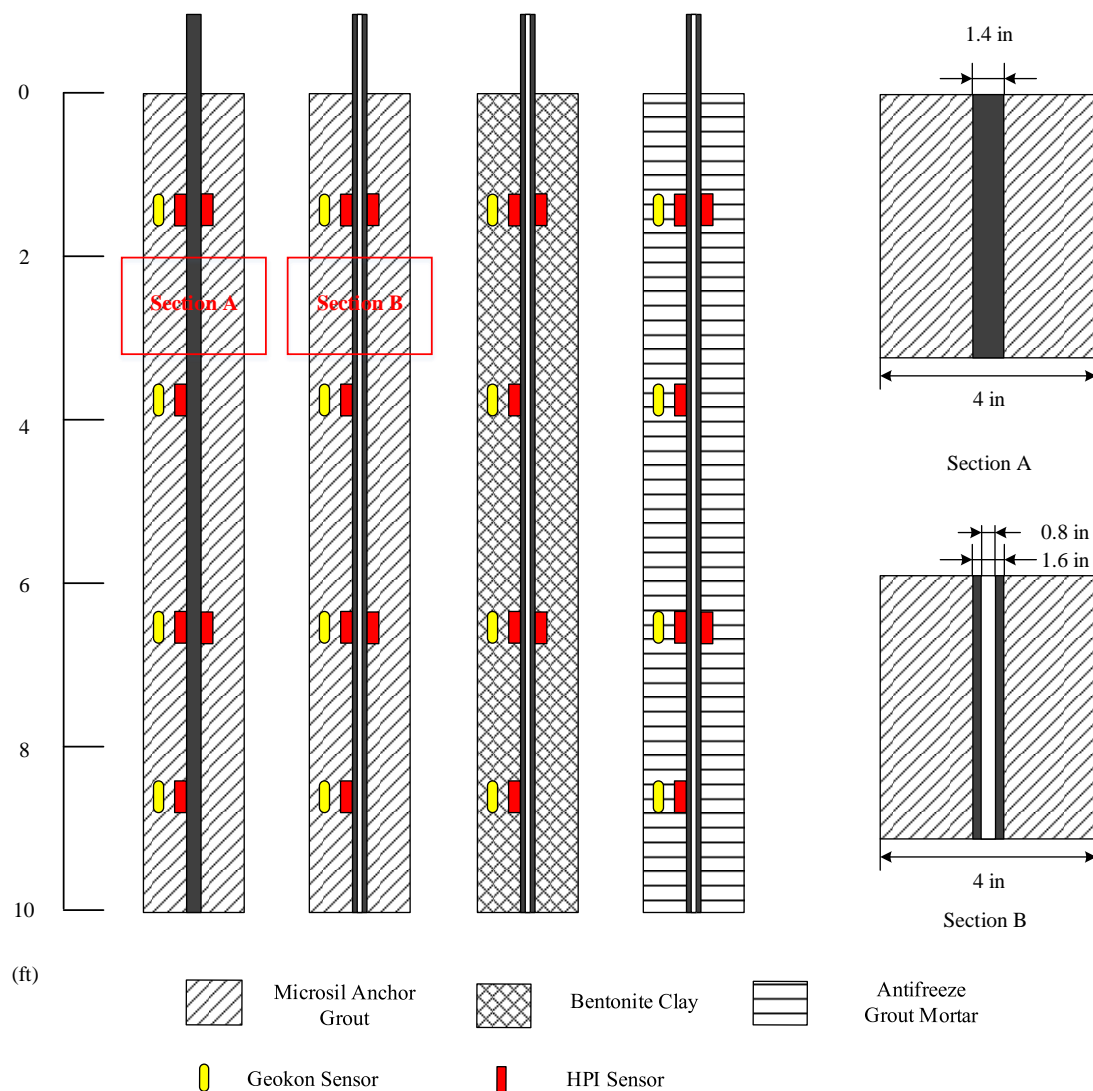 1.4 in
0
2
Section A
Section B
4
4 in
Section A
0.8 in
1.6 in
6
8
4 in
10
Section B
(ft)
Microsil Anchor
Grout
Bentonite Clay
Antifreeze
Grout Mortar
Geokon Sensor
HPI Sensor